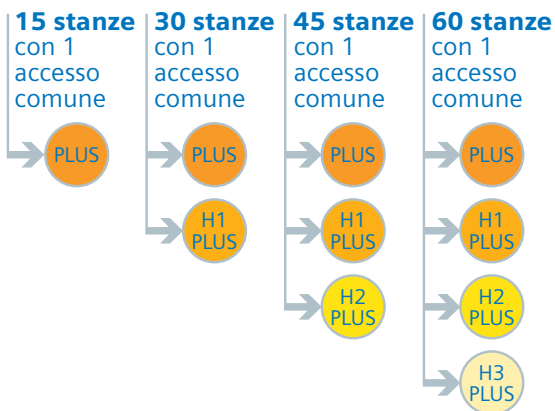 15 stanze
con 1
accesso
comune
PLUS
30 stanze
con 1
accesso
comune
PLUS
H1
PLUS
45 stanze
con 1
accesso
comune
PLUS
H1
PLUS
H2
PLUS
60 stanze
con 1
accesso
comune
PLUS
H1
PLUS
H2
PLUS
H3
PLUS